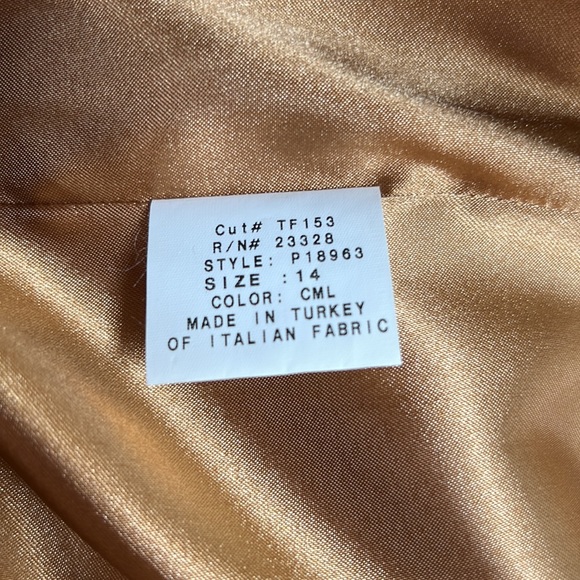 Cut# TF153
R/N# 23328
STYLE: P18963
SIZE :14
COLOR: CML
MADE IN TURKEY
OF ITALIAN FABRIC